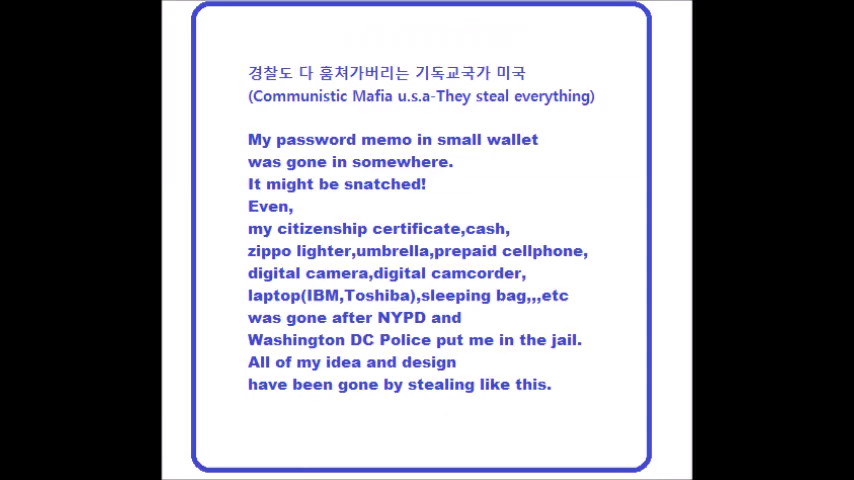 경찰도 다 훔쳐가버리는 기독교국가 미국
(Communistic Mafia u.s.a-They steal everything)
My password memo in small wallet
was gone in somewhere.
It might be snatched!
Even,
my citizenship certificate,cash,
zippo lighter,umbrella,prepaid cellphone,
digital camera,digital camcorder,
laptop(IBM,Toshiba),sleeping bag,,,etc
was gone after NYPD and
Washington DC Police put me in the jail.
All of my idea and design
have been gone by stealing like this.